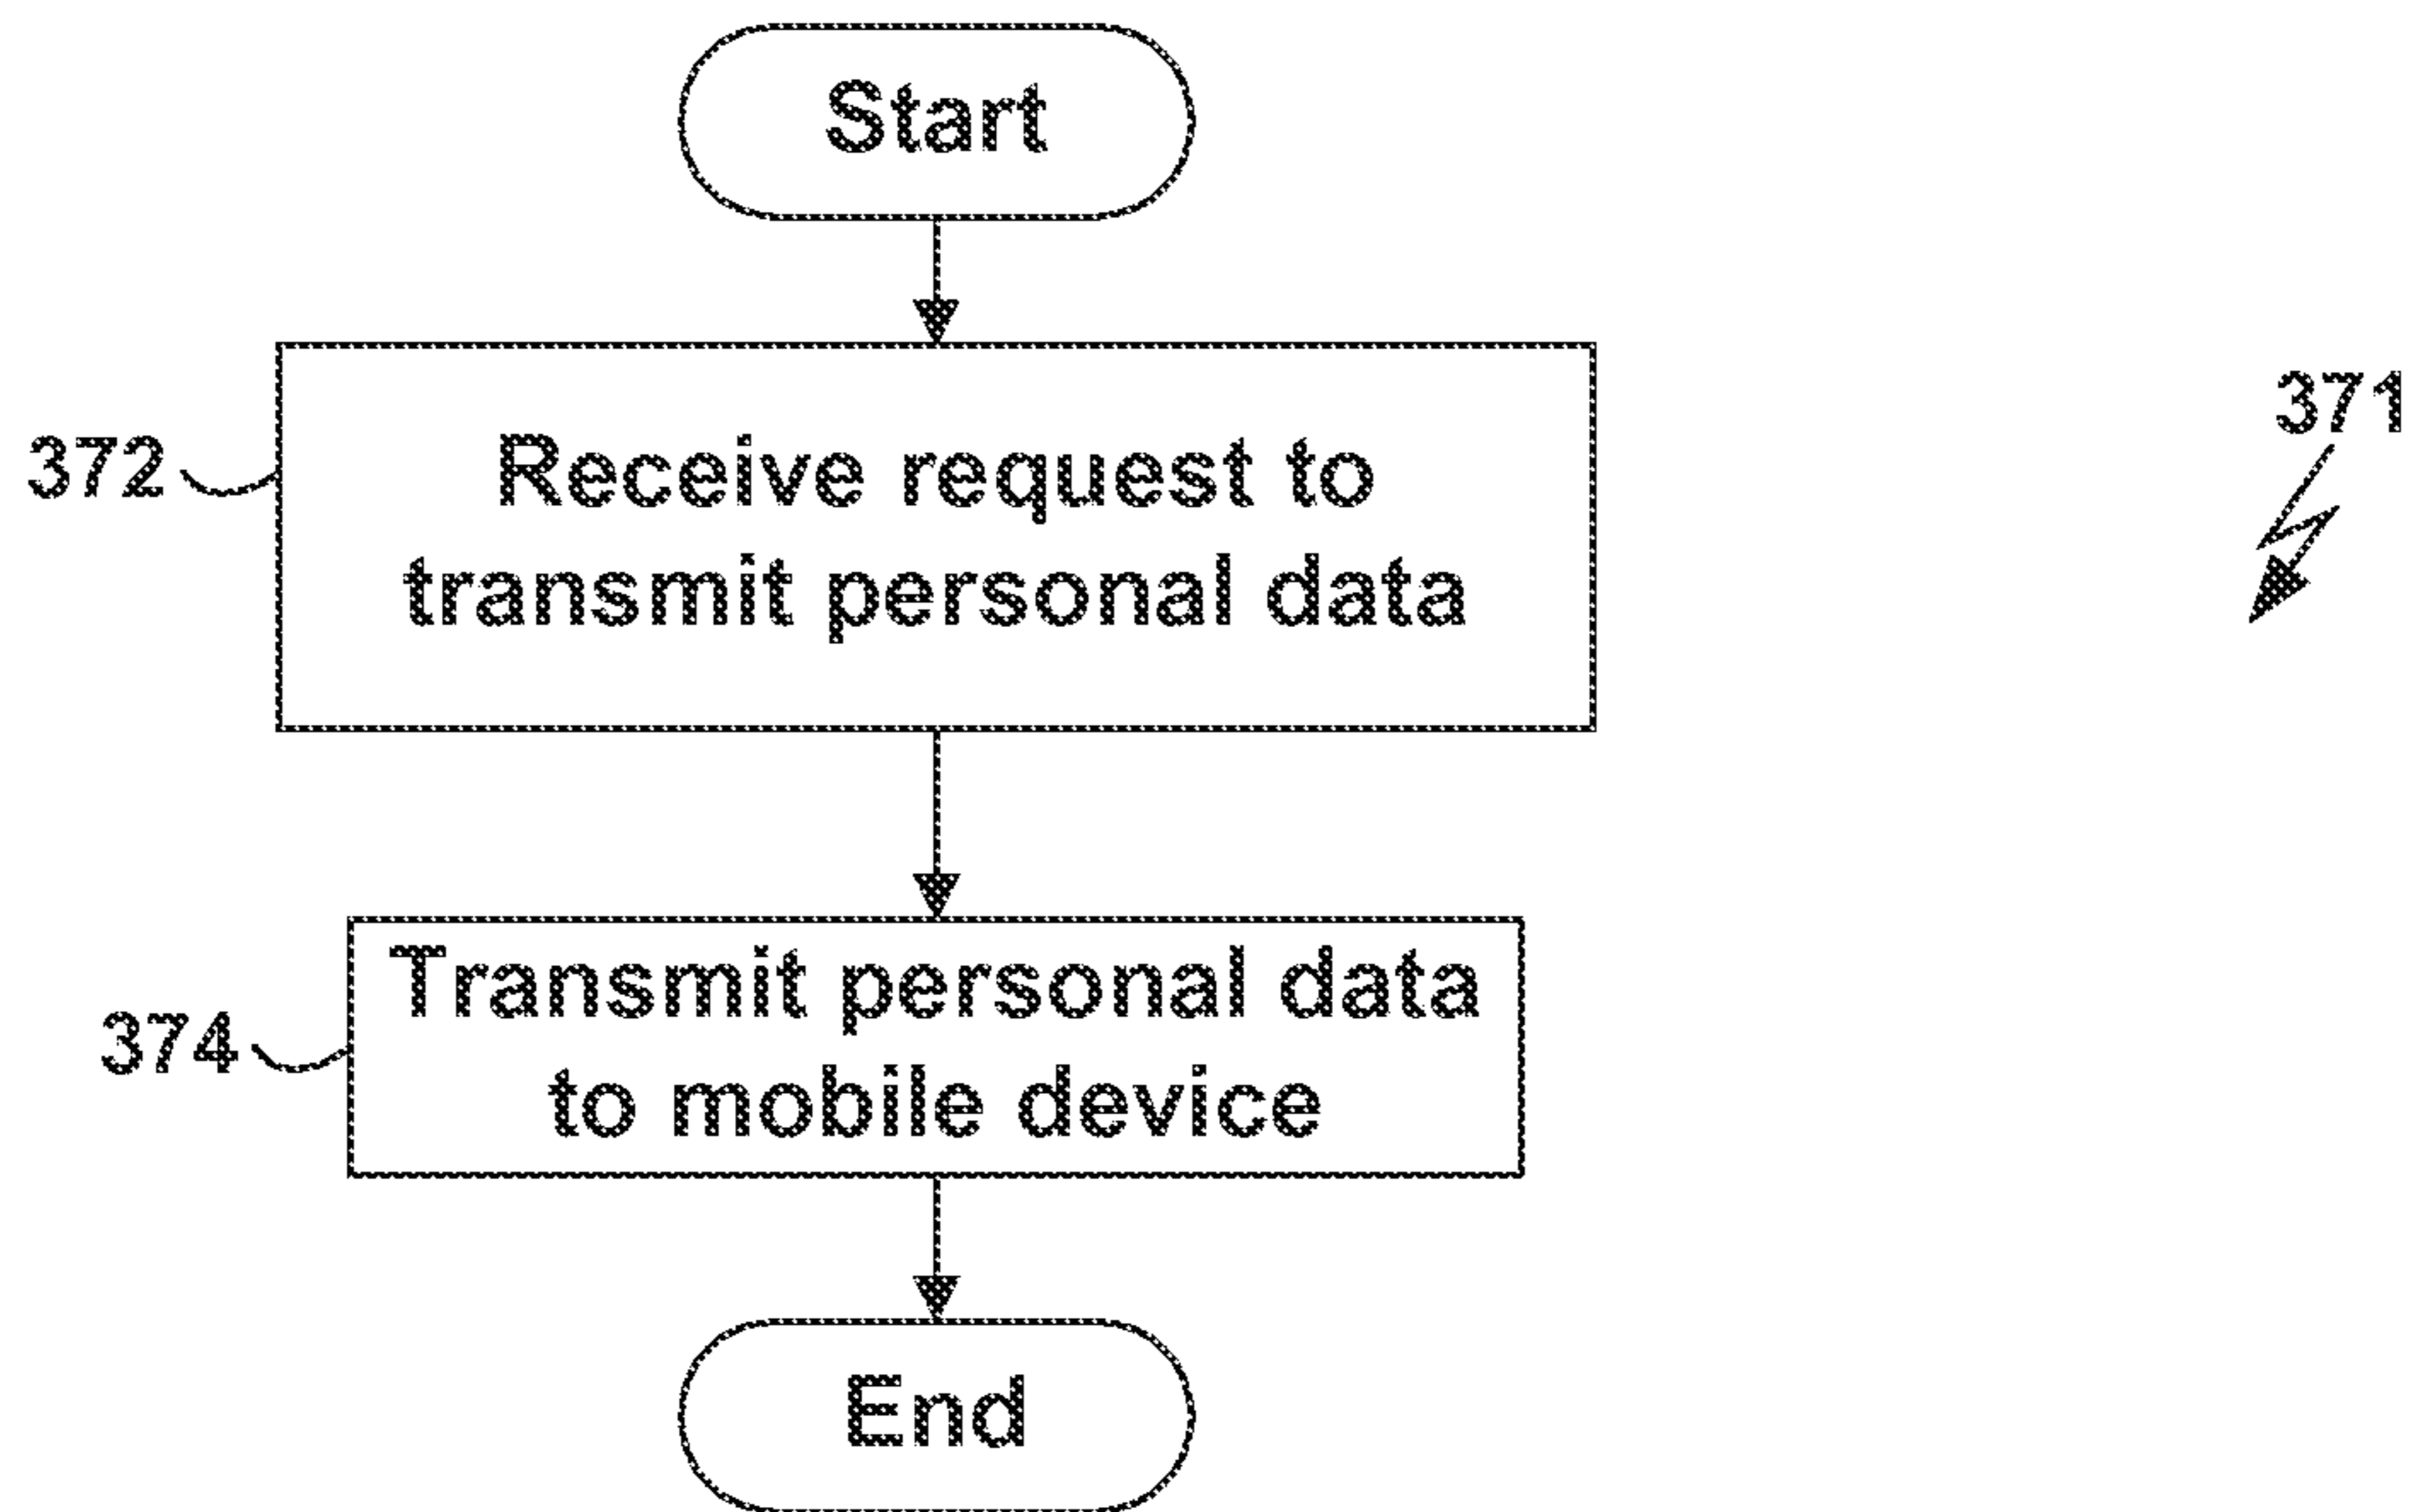 Start
371
372
Receive request to
transmit personal data
374
Transmit personal data
to mobile device
End